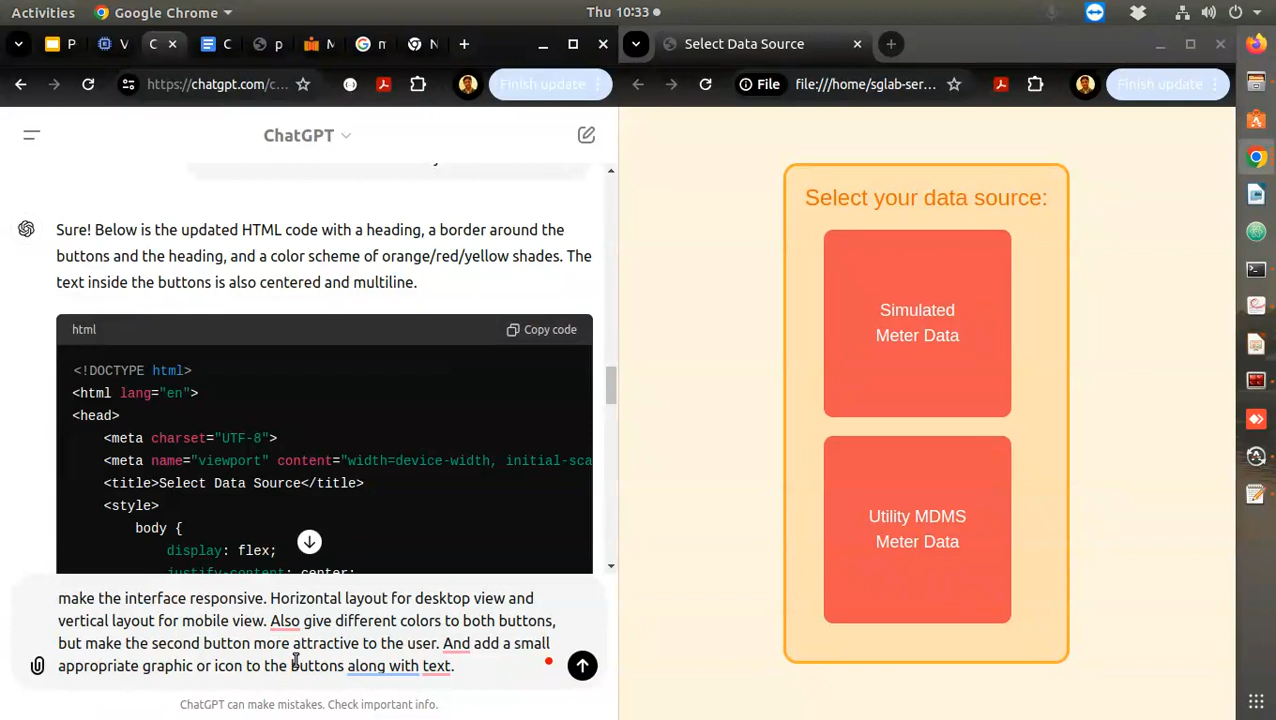 Activities
Google Chrome
Thu 10:33
P
V
C
C
p
M
m
N
Select Data Source
https://chatgpt.com/c...
Finish update
File
file:///home/sglab-ser...
Finish update
ChatGPT
Sure! Below is the updated HTML code with a heading, a border around the
buttons and the heading, and a color scheme of orange/red/yellow shades. The
text inside the buttons is also centered and multiline.
html
Copy code
<!DOCTYPE html>
<html lang="en">
<head>
<meta charset="UTF-8">
<meta name="viewport" content="width=device-width, initial-sca
<title>Select Data Source</title>
<style>
body {
display: flex;
justify-content: center;
make the interface responsive. Horizontal layout for desktop view and
vertical layout for mobile view. Also give different colors to both buttons,
but make the second button more attractive to the user. And add a small
appropriate graphic or icon to the buttons along with text.
ChatGPT can make mistakes. Check important info.
Select your data source:
Simulated
Meter Data
Utility MDMS
Meter Data